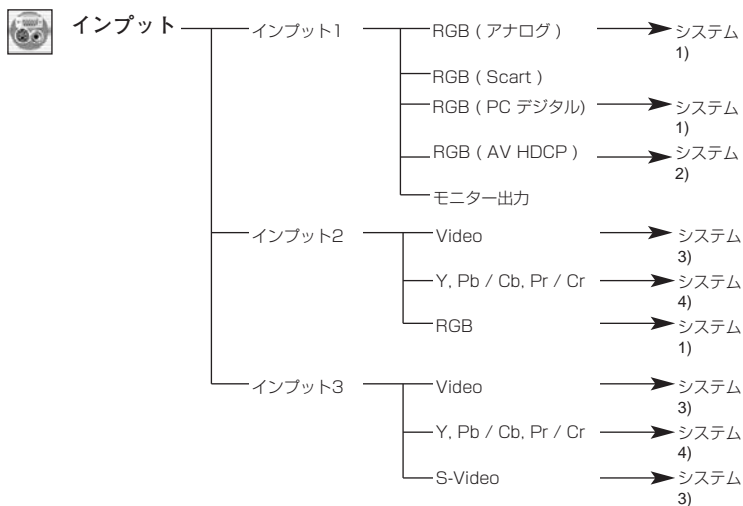 インプット
インプット1
RGB ( アナログ )
システム
1)
RGB ( Scart )
RGB ( PC デジタル)
システム
1)
RGB ( AV HDCP )
システム
2)
モニター出力
インプット2
Video
システム
3)
Y, Pb / Cb, Pr / Cr
システム
4)
RGB
システム
1)
インプット3
Video
システム
3)
Y, Pb / Cb, Pr / Cr
システム
4)
S-Video
システム
3)